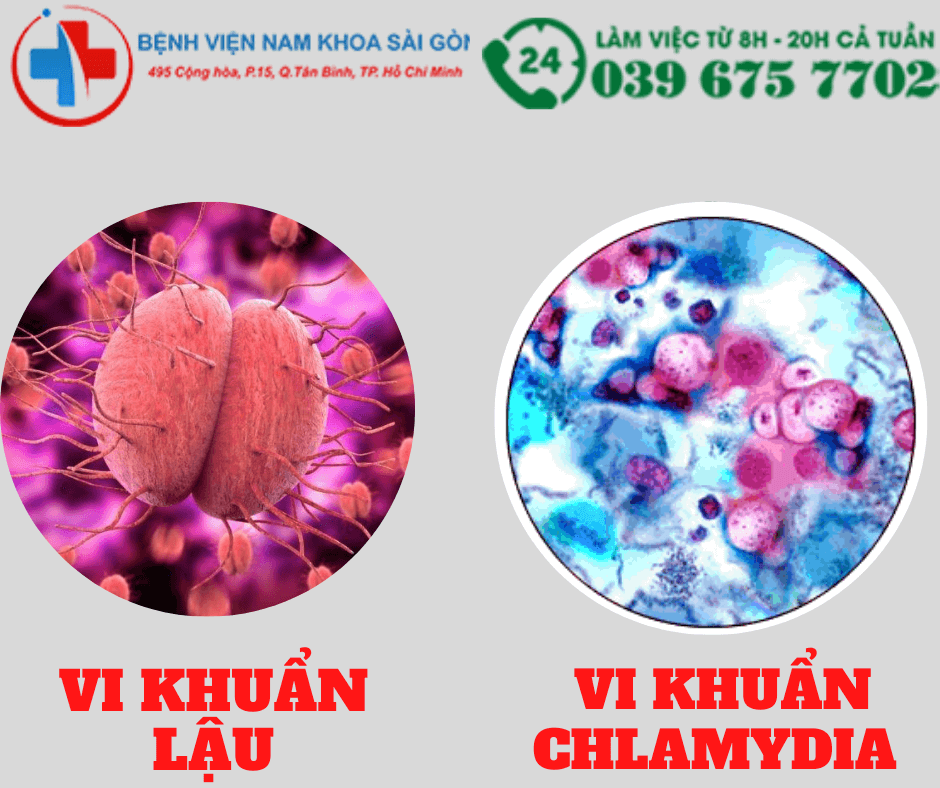 BỆNH VIỆN NAM KHOA SÀI GÒN
495 Cộng hòa, P.15, Q.Tân Bình, TP. Hồ Chí Minh
24
LÀM VIỆC TỪ 8H - 20H CẢ TUẦN
039 675 7702
VI KHUẨN
LẬU
VI KHUẨN
CHLAMYDIA